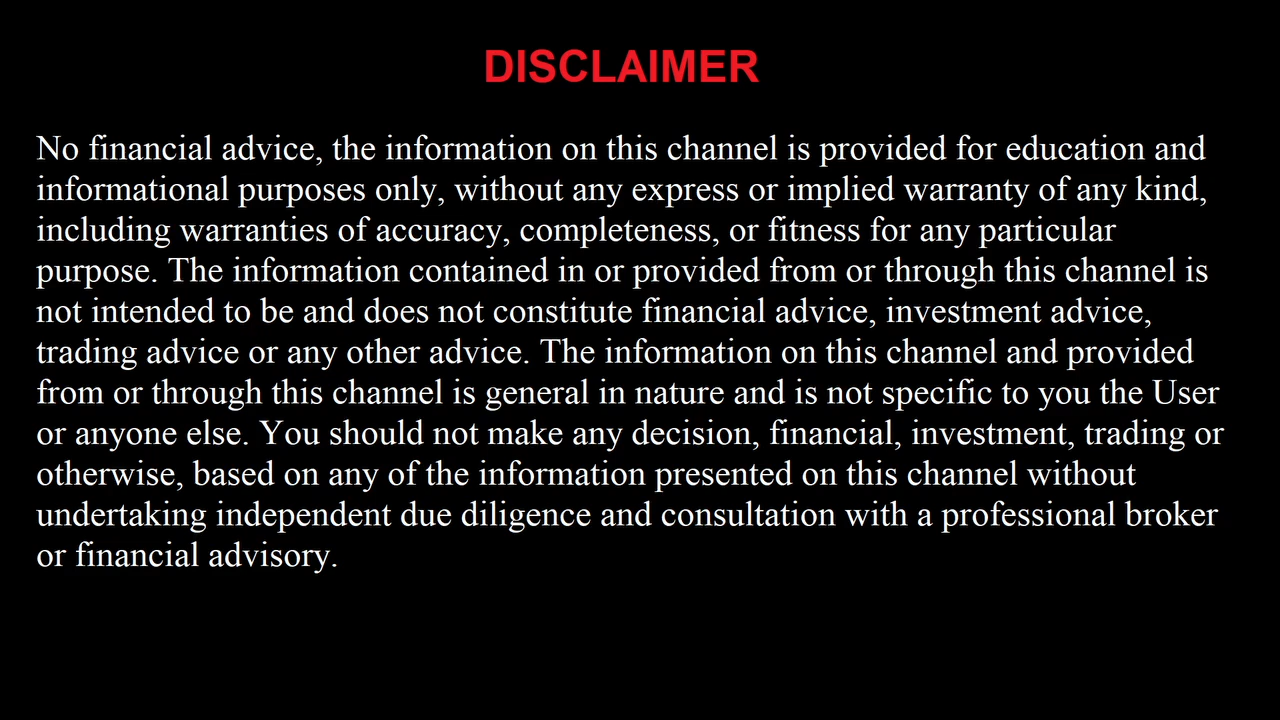 DISCLAIMER
No financial advice, the information on this channel is provided for education and
informational purposes only, without any express or implied warranty of any kind,
including warranties of accuracy, completeness, or fitness for any particular
purpose. The information contained in or provided from or through this channel is
not intended to be and does not constitute financial advice, investment advice,
trading advice or any other advice. The information on this channel and provided
from or through this channel is general in nature and is not specific to you the User
or anyone else. You should not make any decision, financial, investment, trading or
otherwise, based on any of the information presented on this channel without
undertaking independent due diligence and consultation with a professional broker
or financial advisory.